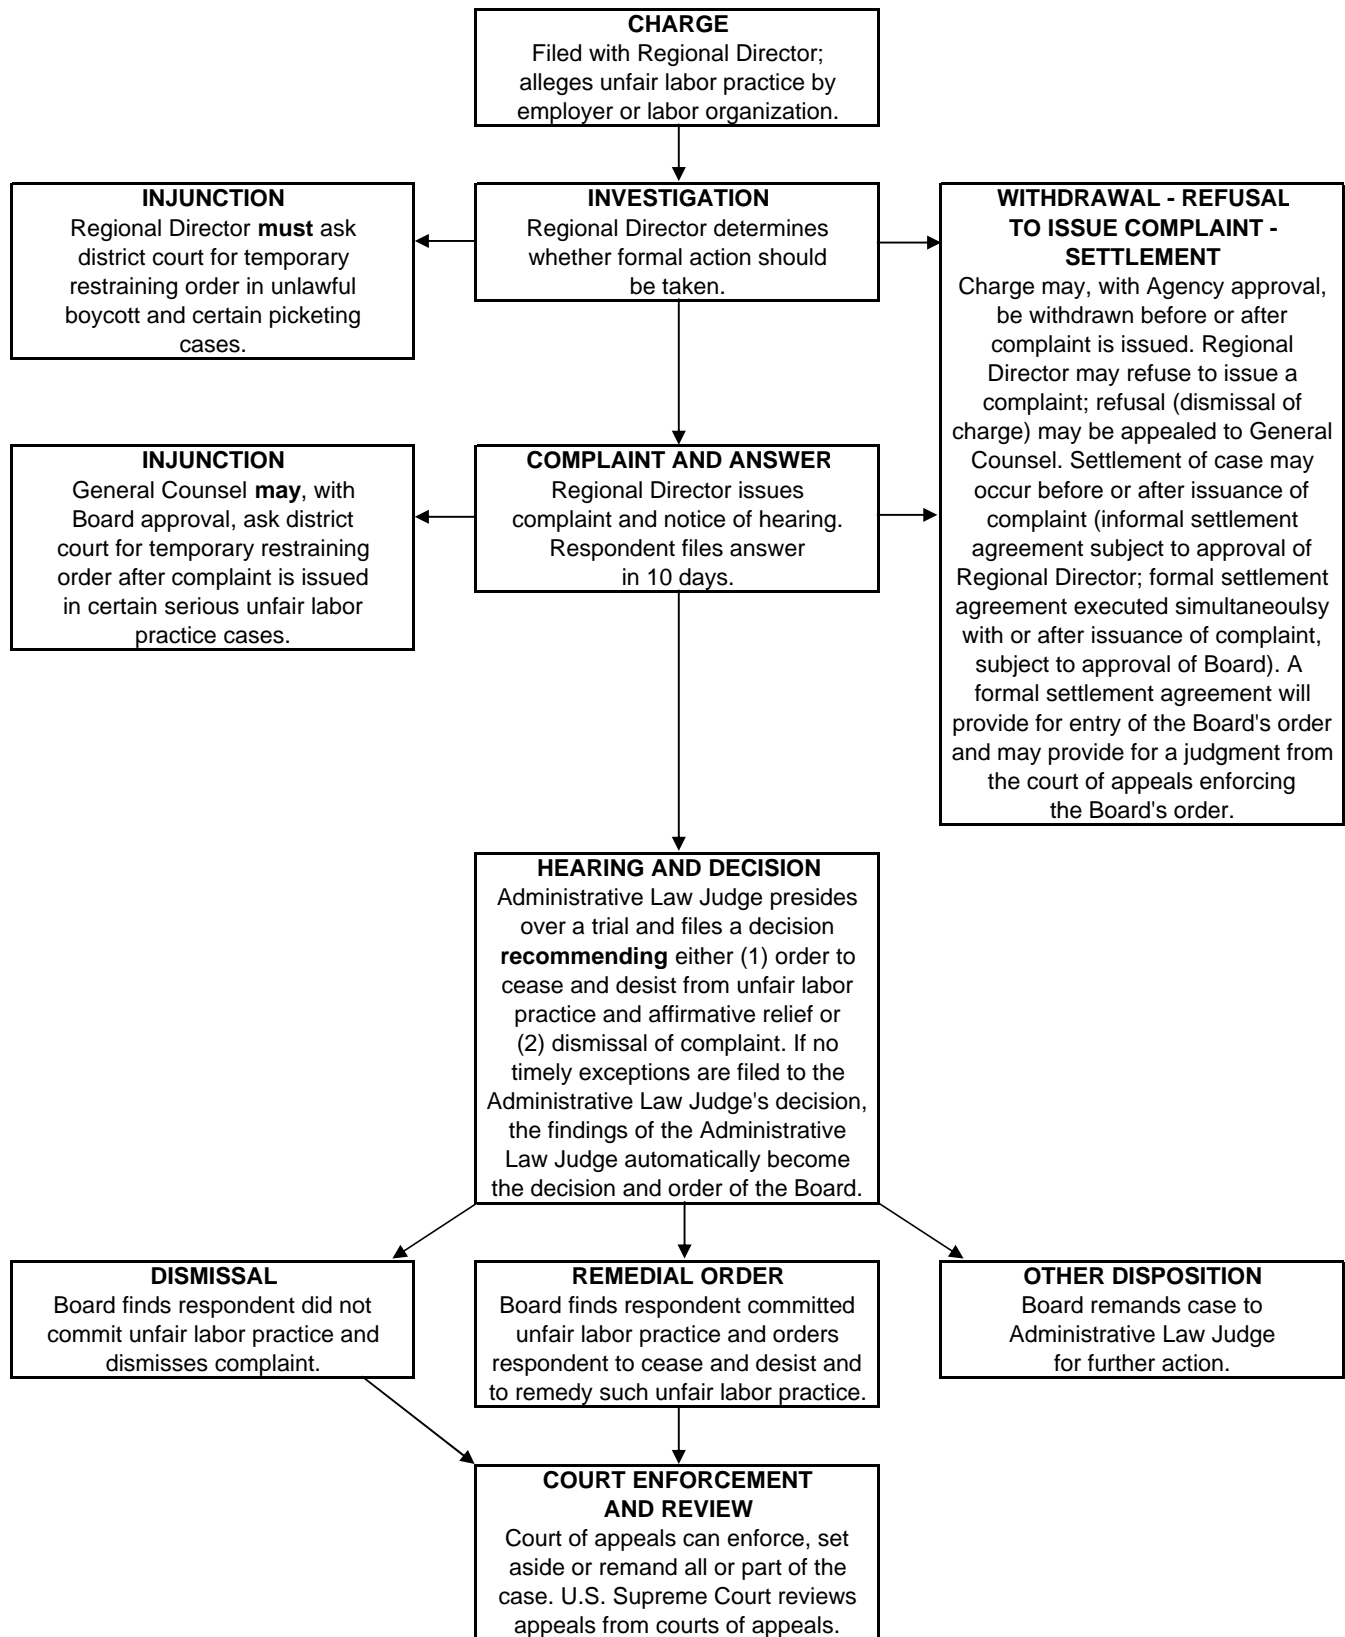 CHARGE
Filed with Regional Director;
alleges unfair labor practice by
employer or labor organization.
INJUNCTION
Regional Director must ask
district court for temporary
restraining order in unlawful
boycott and certain picketing
cases.
INVESTIGATION
Regional Director determines
whether formal action should
be taken.
WITHDRAWAL - REFUSAL
TO ISSUE COMPLAINT -
SETTLEMENT
Charge may, with Agency approval,
be withdrawn before or after
complaint is issued. Regional
Director may refuse to issue a
complaint; refusal (dismissal of
charge) may be appealed to General
Counsel. Settlement of case may
occur before or after issuance of
complaint (informal settlement
agreement subject to approval of
Regional Director; formal settlement
agreement executed simultaneoulsy
with or after issuance of complaint,
subject to approval of Board). A
formal settlement agreement will
provide for entry of the Board's order
and may provide for a judgment from
the court of appeals enforcing
the Board's order.
INJUNCTION
General Counsel may, with
Board approval, ask district
court for temporary restraining
order after complaint is issued
in certain serious unfair labor
practice cases.
COMPLAINT AND ANSWER
Regional Director issues
complaint and notice of hearing.
Respondent files answer
in 10 days.
HEARING AND DECISION
Administrative Law Judge presides
over a trial and files a decision
recommending either (1) order to
cease and desist from unfair labor
practice and affirmative relief or
(2) dismissal of complaint. If no
timely exceptions are filed to the
Administrative Law Judge's decision,
the findings of the Administrative
Law Judge automatically become
the decision and order of the Board.
DISMISSAL
Board finds respondent did not
commit unfair labor practice and
dismisses complaint.
REMEDIAL ORDER
Board finds respondent committed
unfair labor practice and orders
respondent to cease and desist and
to remedy such unfair labor practice.
OTHER DISPOSITION
Board remands case to
Administrative Law Judge
for further action.
COURT ENFORCEMENT
AND REVIEW
Court of appeals can enforce, set
aside or remand all or part of the
case. U.S. Supreme Court reviews
appeals from courts of appeals.